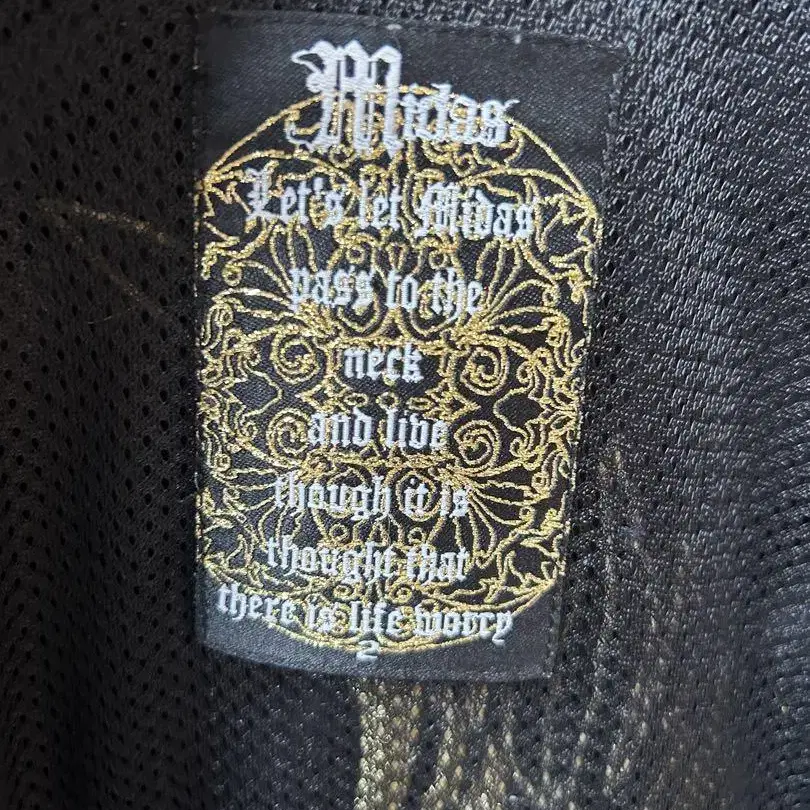 Midas
Let's let Midas
pass to the
neck
and live
though it is
thought that
there is life worry
2